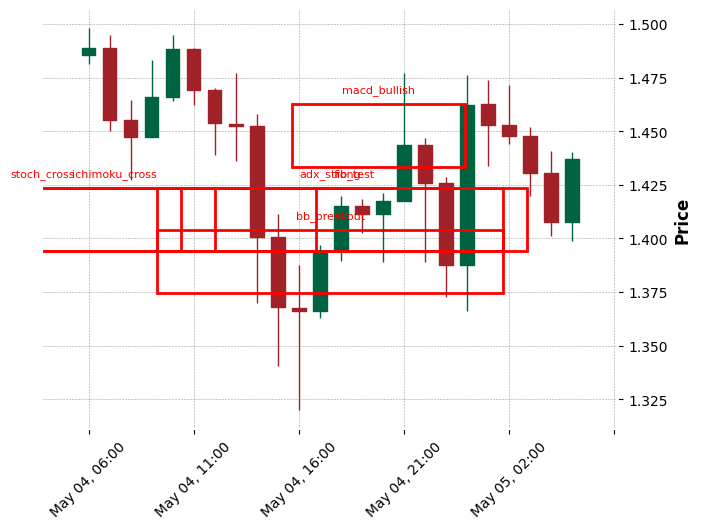 1.500
1.475
macd_bullish
1.450
stoch_cross
ichimoku_cross
adx_strong
fib_test
1.425
bb_breakout
1.400
1.375
1.350
1.325
Price
May 04, 06:00
May 04, 11:00
May 04, 16:00
May 04, 21:00
May 05, 02:00